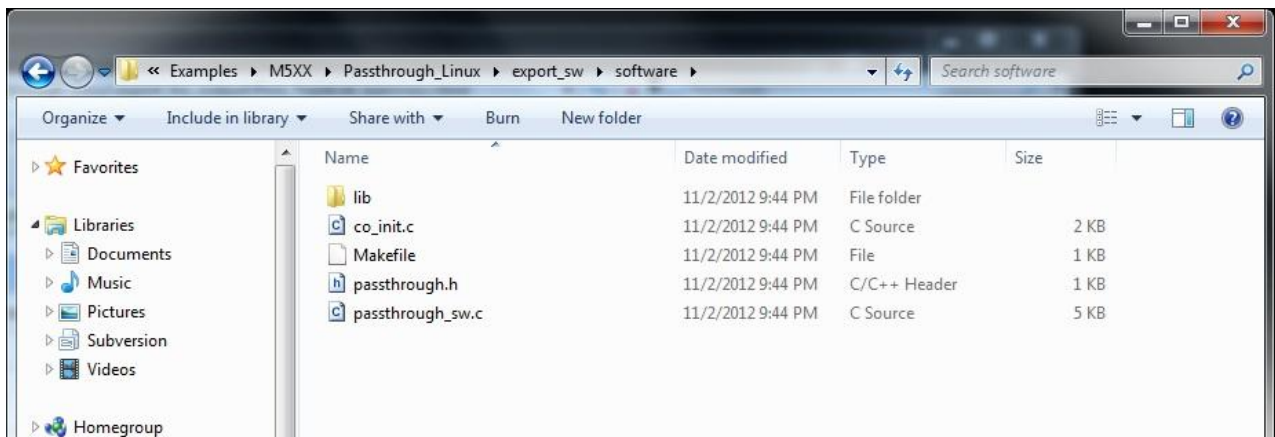 « Examples ▸ M5XX ▸ Passthrough_Linux ▸ export_sw ▸ software ▸
Search software
Organize ▾ Include in library ▾ Share with ▾ Burn New folder
Favorites
Libraries
Documents
Music
Pictures
Subversion
Videos
Homegroup
Name Date modified Type Size
lib 11/2/2012 9:44 PM File folder
co_init.c 11/2/2012 9:44 PM C Source 2 KB
Makefile 11/2/2012 9:44 PM File 1 KB
passthrough.h 11/2/2012 9:44 PM C/C++ Header 1 KB
passthrough_sw.c 11/2/2012 9:44 PM C Source 5 KB